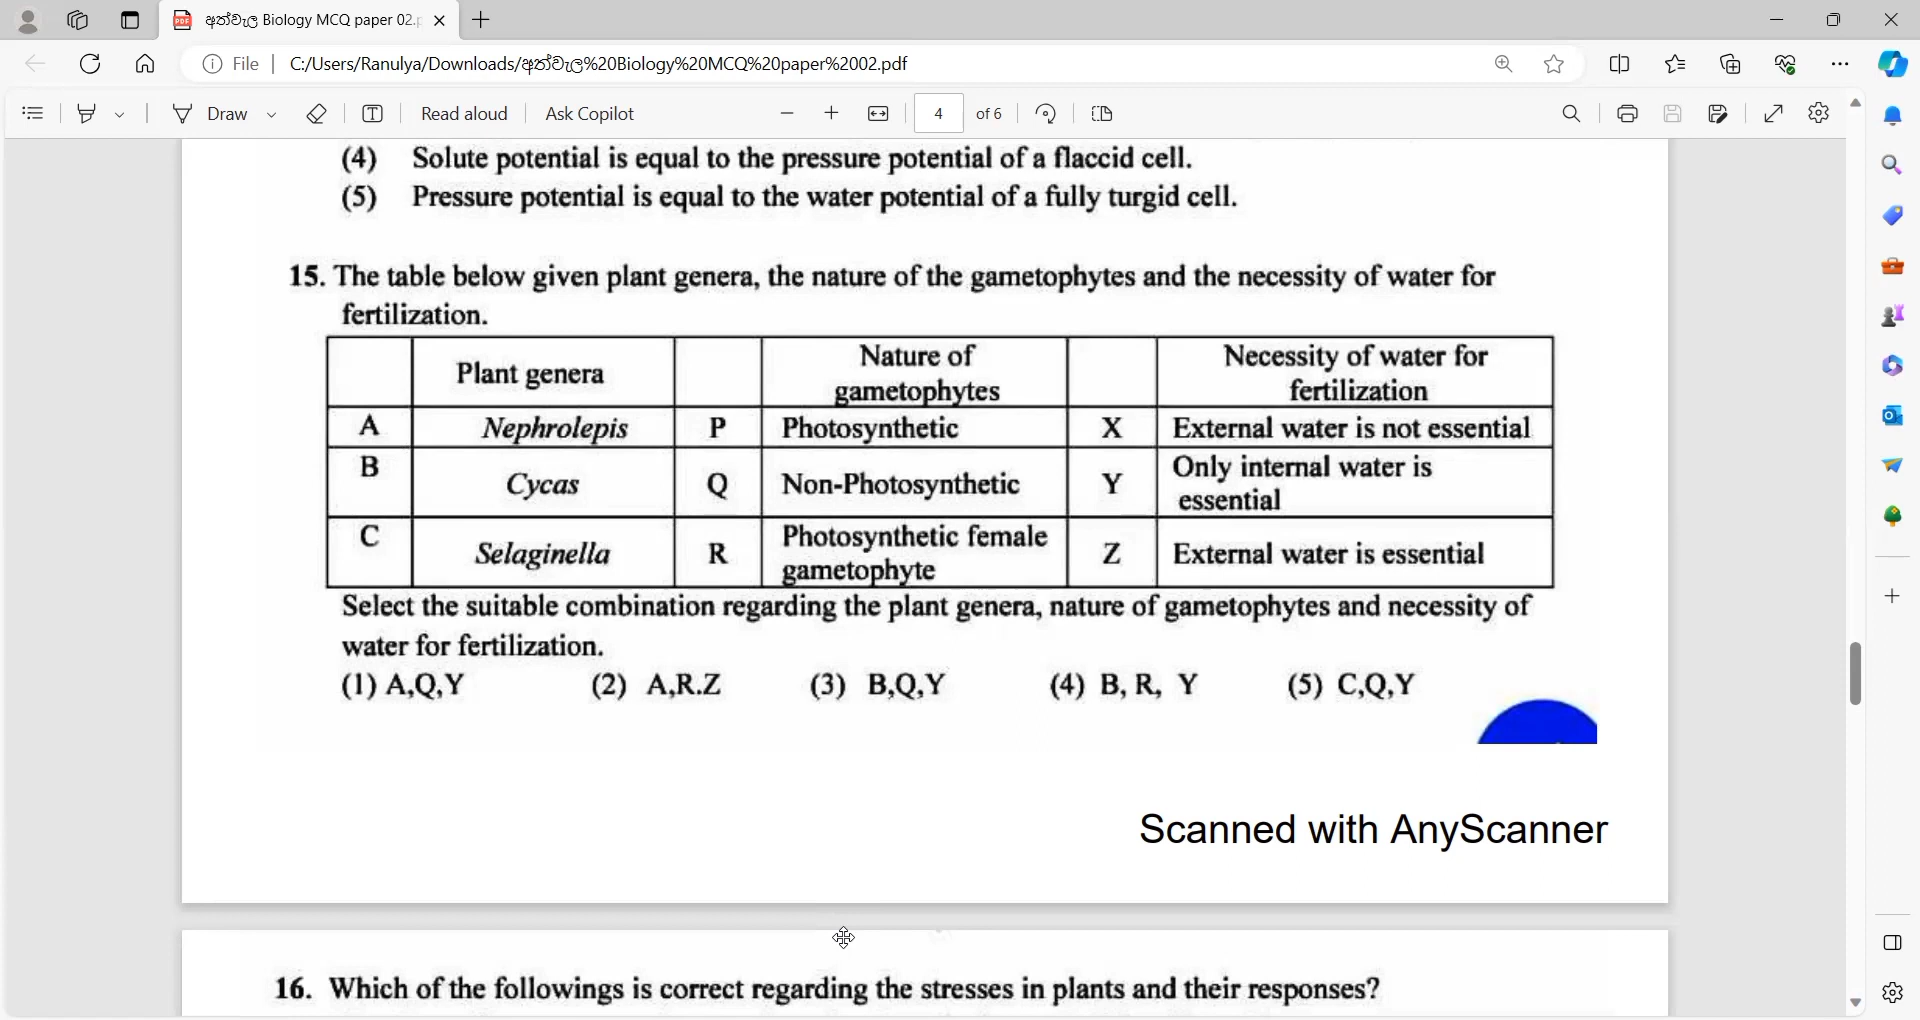 අත්වැල Biology MCQ paper 02.p
File
C:/Users/Ranulya/Downloads/අත්වැල%20Biology%20MCQ%20paper%2002.pdf
Draw
Read aloud
Ask Copilot
4 of 6
(4) Solute potential is equal to the pressure potential of a flaccid cell.
(5) Pressure potential is equal to the water potential of a fully turgid cell.
15. The table below given plant genera, the nature of the gametophytes and the necessity of water for
fertilization.
Plant genera
Nature of
gametophytes
Necessity of water for
fertilization
A Nephrolepis P Photosynthetic X External water is not essential
B Cycas Q Non-Photosynthetic Y Only internal water is
essential
C Selaginella R Photosynthetic female
gametophyte
Z External water is essential
Select the suitable combination regarding the plant genera, nature of gametophytes and necessity of
water for fertilization.
(1) A,Q,Y (2) A,R.Z (3) B,Q,Y (4) B, R, Y (5) C,Q,Y
Scanned with AnyScanner
16. Which of the followings is correct regarding the stresses in plants and their responses?